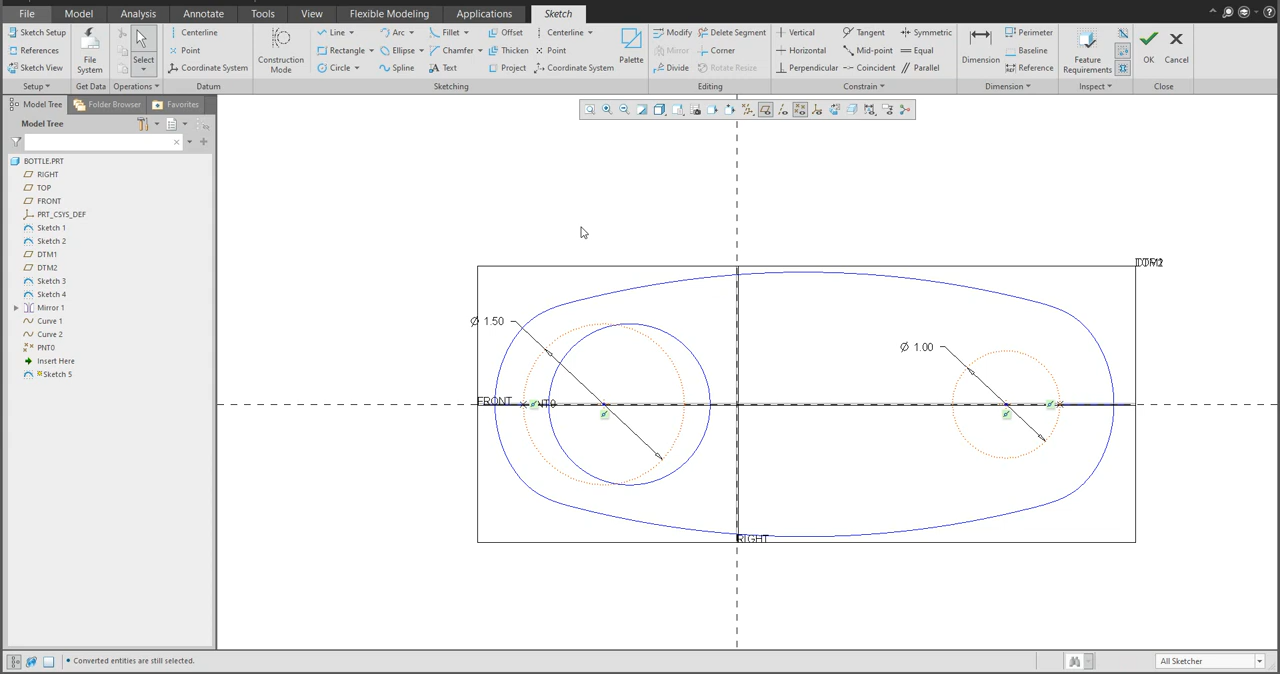 File Model Analysis Annotate Tools View Flexible Modeling Applications Sketch
Sketch Setup
References
Sketch View
Setup
File System
Get Data
Select
Operations
Centerline
Point
Coordinate System
Datum
Construction Mode
Line Arc Fillet Offset Centerline
Rectangle Ellipse Chamfer Thicken Point
Circle Spline Text Project Coordinate System
Palette
Sketching
Modify Delete Segment
Mirror Corner
Divide Rotate Resize
Editing
Vertical Tangent Symmetric
Horizontal Mid-point Equal
Perpendicular Coincident Parallel
Constrain
Dimension
Perimeter
Baseline
Reference
Dimension
Feature Requirements
Inspect
OK
Cancel
Close
Model Tree Folder Browser Favorites
Model Tree
BOTTLE.PRT
RIGHT
TOP
FRONT
PRT_CSYS_DEF
Sketch 1
Sketch 2
DTM1
DTM2
Sketch 3
Sketch 4
Mirror 1
Curve 1
Curve 2
PNT0
Insert Here
Sketch 5
Ø 1.50
Ø 1.00
FRONT
RIGHT
• Converted entities are still selected.
All Sketcher